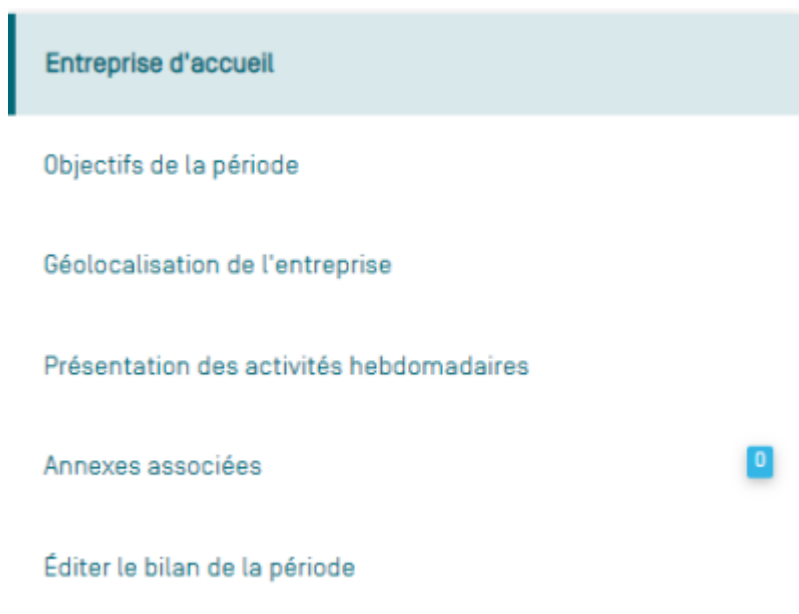 Entreprise d'accueil
Objectifs de la période
Géolocalisation de l'entreprise
Présentation des activités hebdomadaires
Annexes associées 0
Éditer le bilan de la période